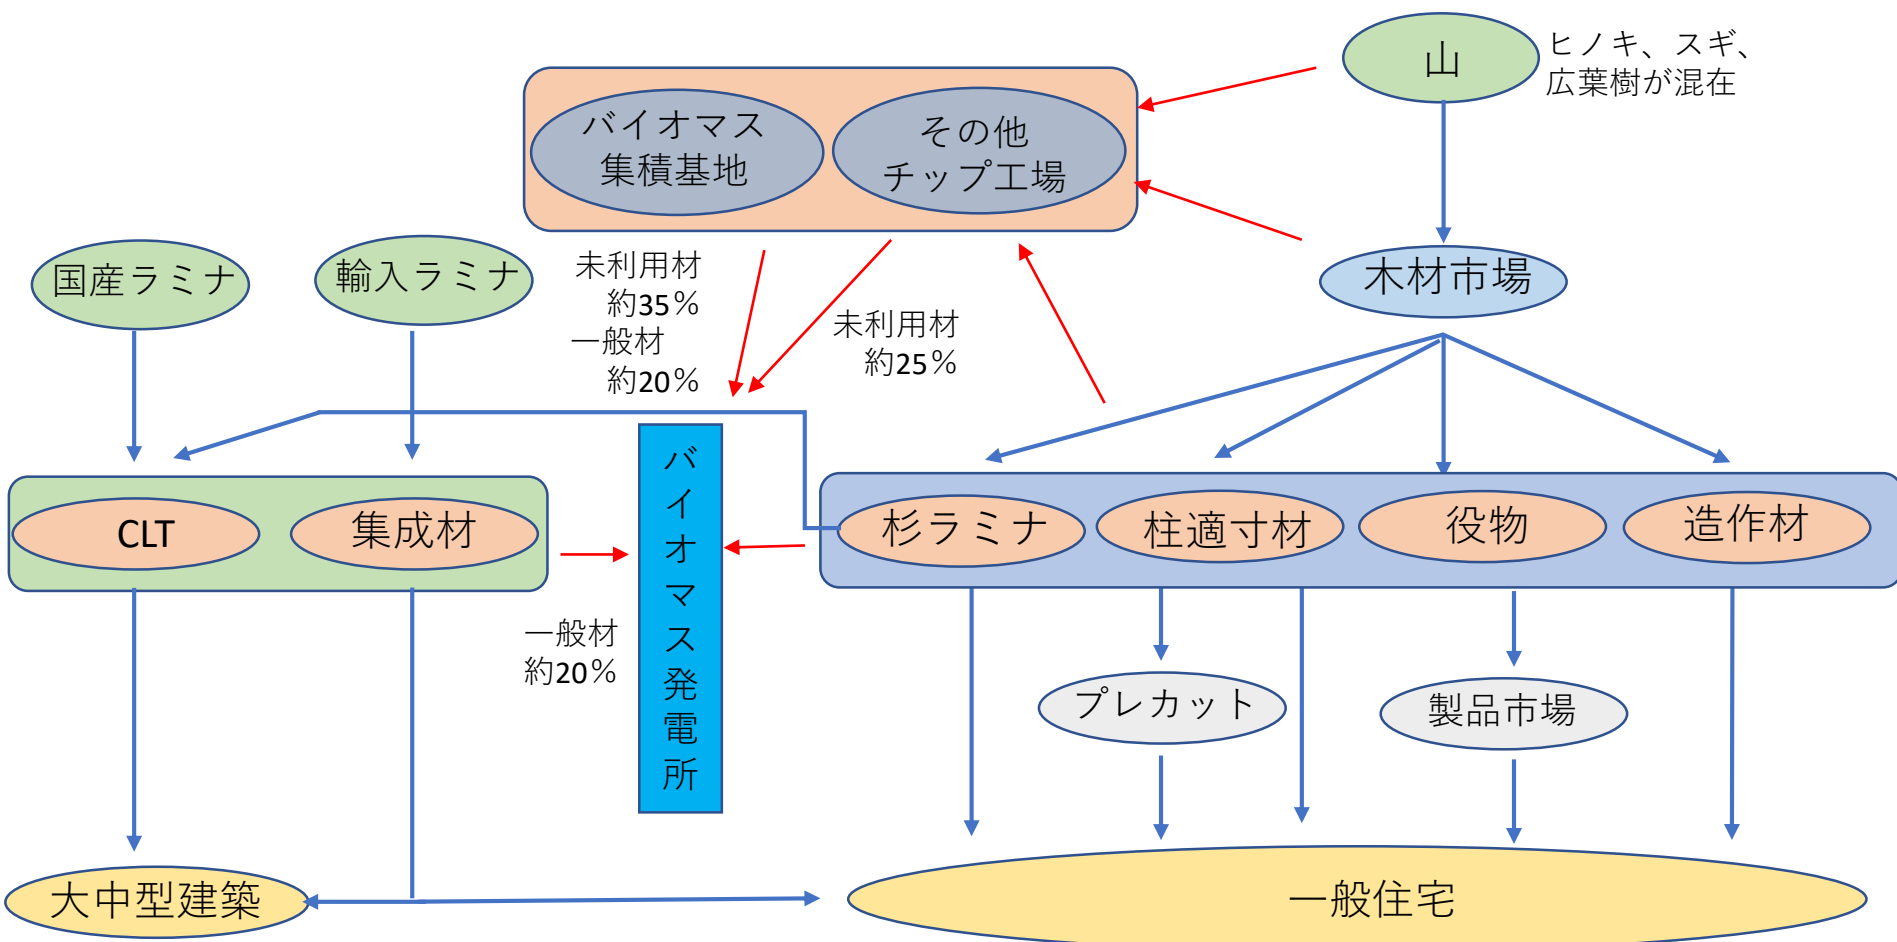 山
ヒノキ、スギ、
広葉樹が混在
バイオマス
集積基地
その他
チップ工場
国産ラミナ
輸入ラミナ
未利用材
約35％
一般材
約20％
未利用材
約25％
木材市場
CLT
集成材
バイオマス発電所
杉ラミナ
柱適寸材
役物
造作材
一般材
約20％
プレカット
製品市場
大中型建築
一般住宅